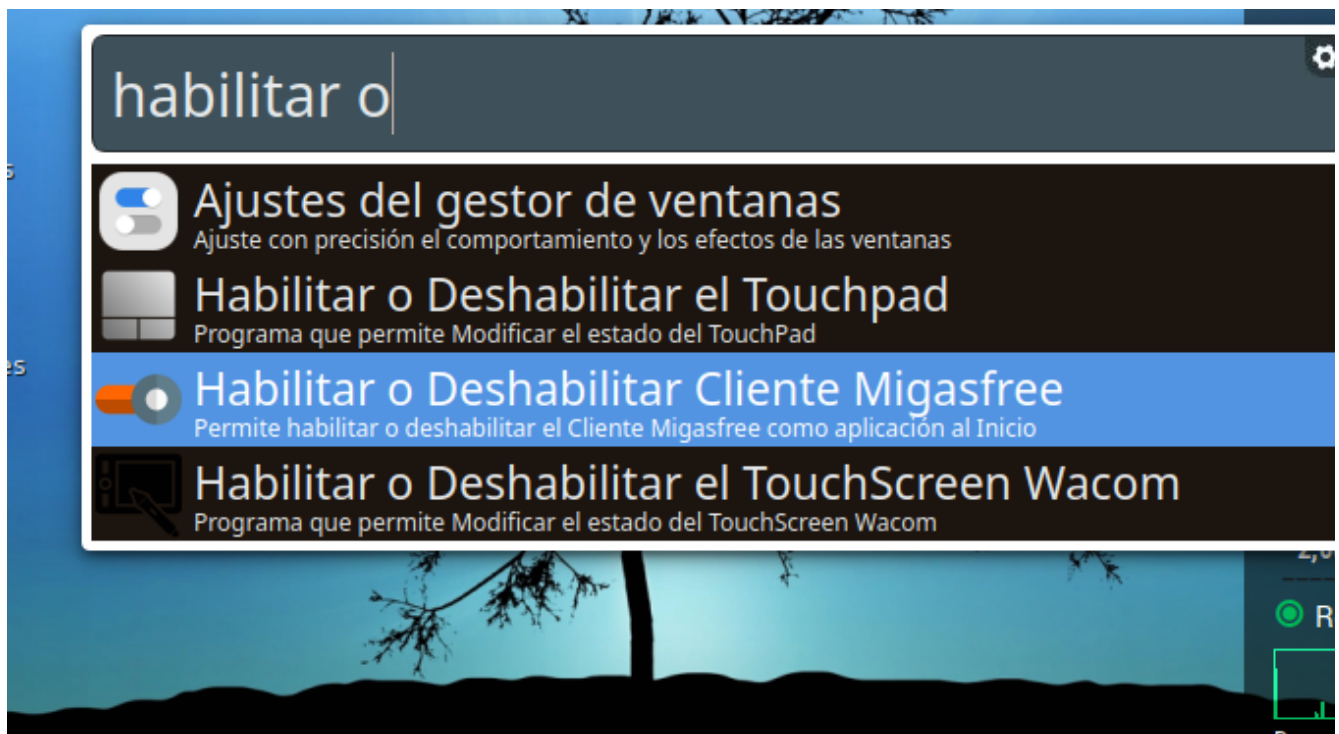 habilitar o
Ajustes del gestor de ventanas
Ajuste con precisión el comportamiento y los efectos de las ventanas
Habilitar o Deshabilitar el Touchpad
Programa que permite Modificar el estado del TouchPad
Habilitar o Deshabilitar Cliente Migasfree
Permite habilitar o deshabilitar el Cliente Migasfree como aplicación al Inicio
Habilitar o Deshabilitar el TouchScreen Wacom
Programa que permite Modificar el estado del TouchScreen Wacom
s
es
R